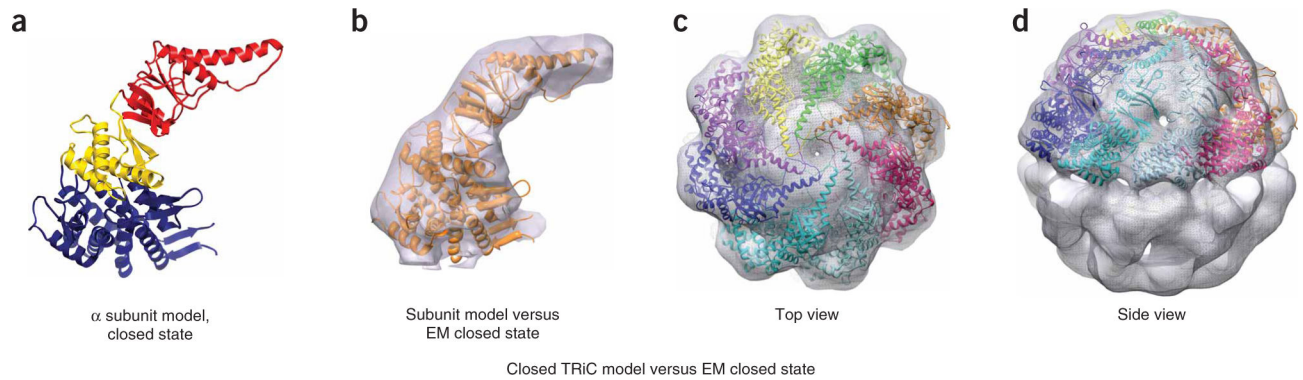 a
b
c
d
α subunit model,
closed state
Subunit model versus
EM closed state
Top view
Side view
Closed TRiC model versus EM closed state